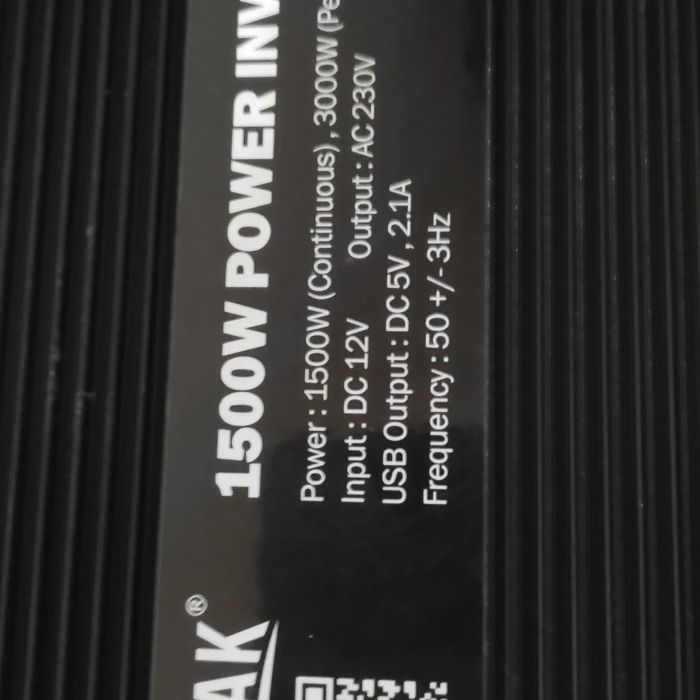 AK®
1500W POWER INV
Power : 1500W (Continuous) , 3000W (Pe
Input : DC 12V Output : AC 230V
USB Output : DC 5V , 2.1A
Frequency : 50 +/- 3Hz